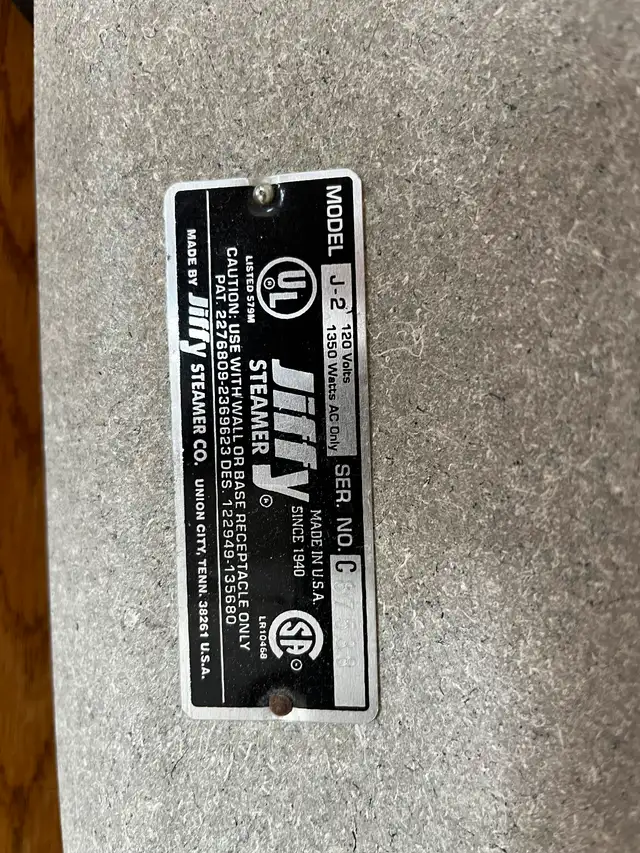 MODEL J-2 120 Volts SER. NO. C
1350 Watts AC Only
UL ®
LISTED 579M
Jiffy
STEAMER ®
MADE IN U.S.A.
SINCE 1940
SA
LR10468
CAUTION: USE WITH WALL OR BASE RECEPTACLE ONLY
PAT. 2276809-2369623 DES. 122949-135680
MADE BY Jiffy STEAMER CO. UNION CITY, TENN. 38261 U.S.A.